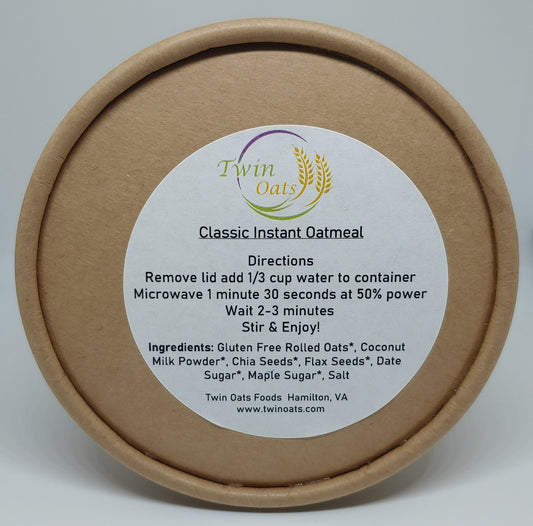 Twin
Oats
Classic Instant Oatmeal
Directions
Remove lid add 1/3 cup water to container
Microwave 1 minute 30 seconds at 50% power
Wait 2-3 minutes
Stir & Enjoy!
Ingredients: Gluten Free Rolled Oats*, Coconut
Milk Powder*, Chia Seeds*, Flax Seeds*, Date
Sugar*, Maple Sugar*, Salt
Twin Oats Foods Hamilton, VA
www.twinoats.com